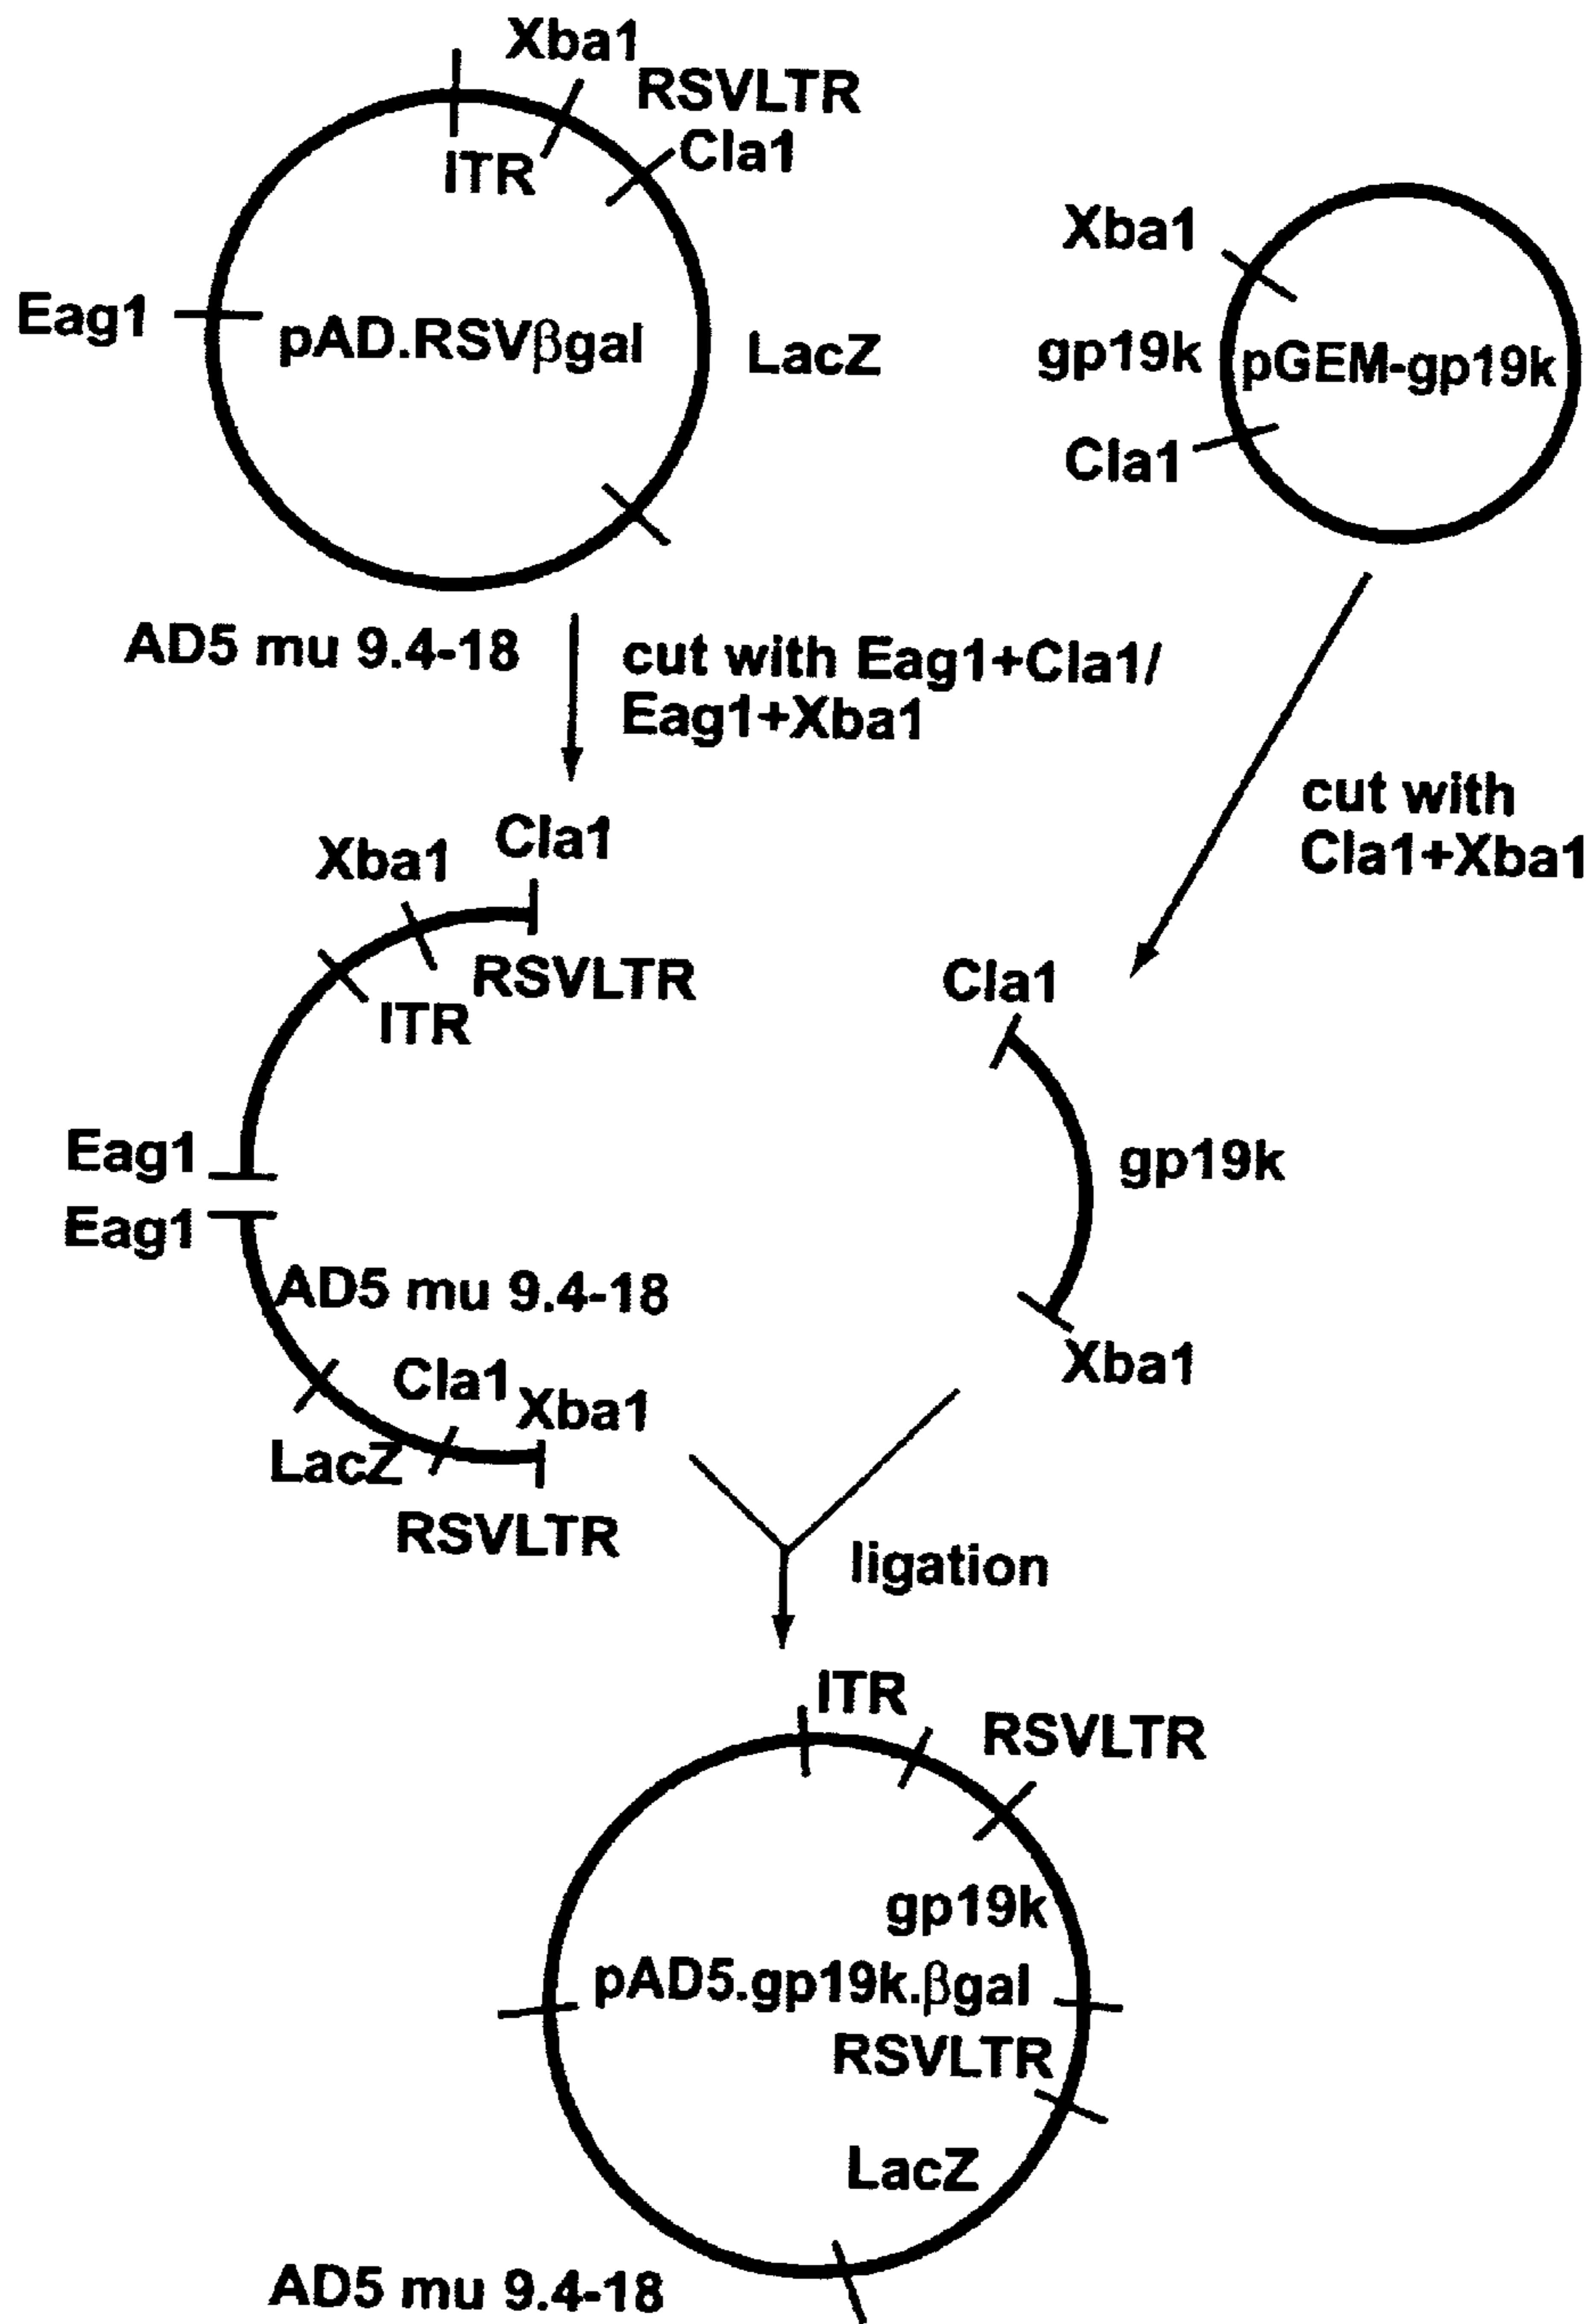 Xba1
RSVLTR
Cla1
ITR
Eag1
pAD.RSVβgal
LacZ
AD5 mu 9.4-18
Xba1
gp19k
pGEM-gp19k
Cla1
cut with Eag1+Cla1/
Eag1+Xba1
cut with
Cla1+Xba1
Xba1
Cla1
RSVLTR
ITR
Eag1
Eag1
AD5 mu 9.4-18
Cla1
Xba1
LacZ
RSVLTR
Cla1
gp19k
Xba1
ligation
ITR
RSVLTR
gp19k
pAD5.gp19k.βgal
RSVLTR
LacZ
AD5 mu 9.4-18